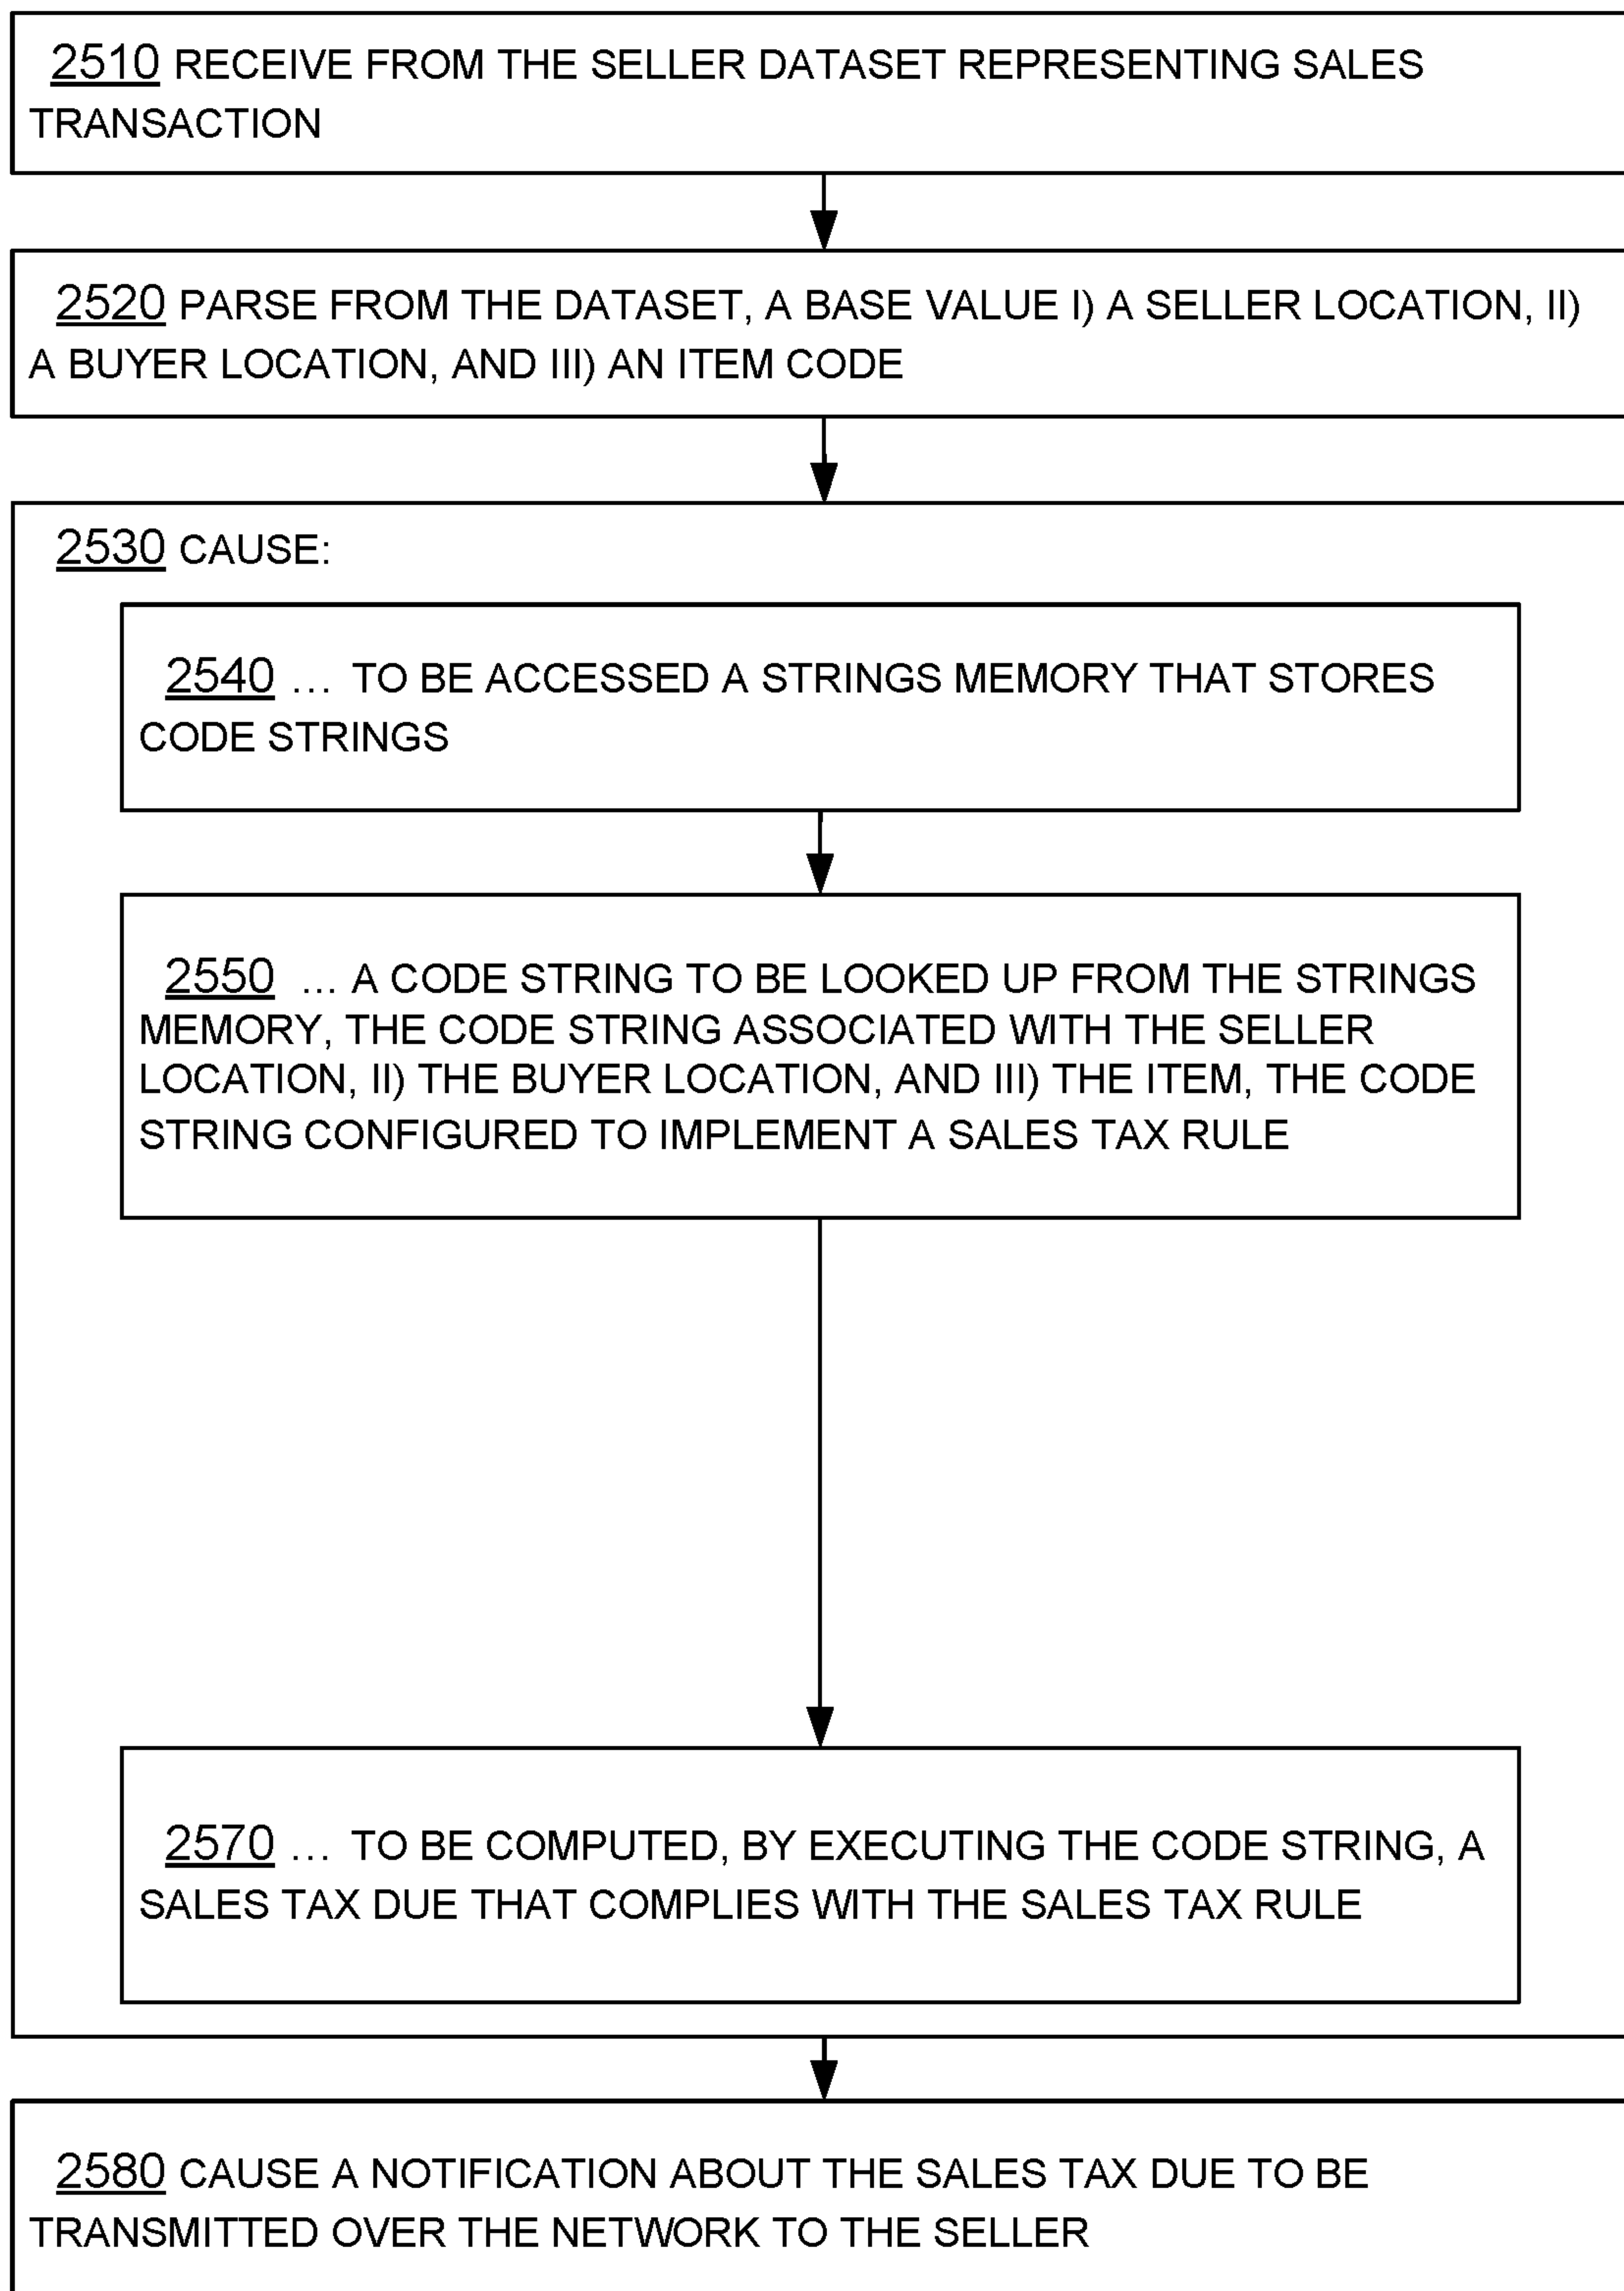 2510 RECEIVE FROM THE SELLER DATASET REPRESENTING SALES
TRANSACTION
2520 PARSE FROM THE DATASET, A BASE VALUE I) A SELLER LOCATION, II)
A BUYER LOCATION, AND III) AN ITEM CODE
2530 CAUSE:
2540 ... TO BE ACCESSED A STRINGS MEMORY THAT STORES
CODE STRINGS
2550 ... A CODE STRING TO BE LOOKED UP FROM THE STRINGS
MEMORY, THE CODE STRING ASSOCIATED WITH THE SELLER
LOCATION, II) THE BUYER LOCATION, AND III) THE ITEM, THE CODE
STRING CONFIGURED TO IMPLEMENT A SALES TAX RULE
2570 ... TO BE COMPUTED, BY EXECUTING THE CODE STRING, A
SALES TAX DUE THAT COMPLIES WITH THE SALES TAX RULE
2580 CAUSE A NOTIFICATION ABOUT THE SALES TAX DUE TO BE
TRANSMITTED OVER THE NETWORK TO THE SELLER